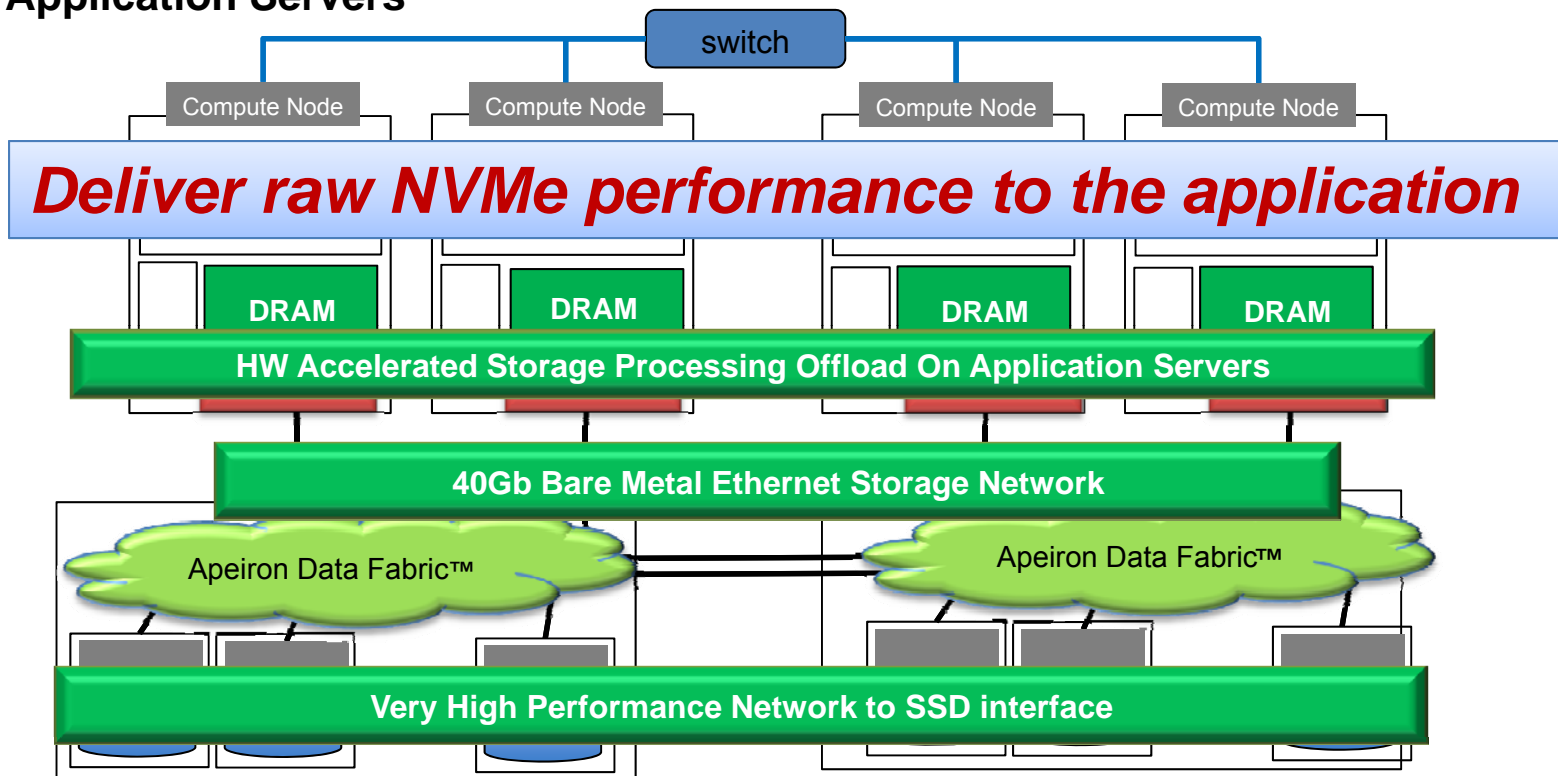 Application Servers
switch
Compute Node
Compute Node
Compute Node
Compute Node
Deliver raw NVMe performance to the application
DRAM
DRAM
DRAM
DRAM
HW Accelerated Storage Processing Offload On Application Servers
40Gb Bare Metal Ethernet Storage Network
Apeiron Data Fabric™
Apeiron Data Fabric™
Very High Performance Network to SSD interface